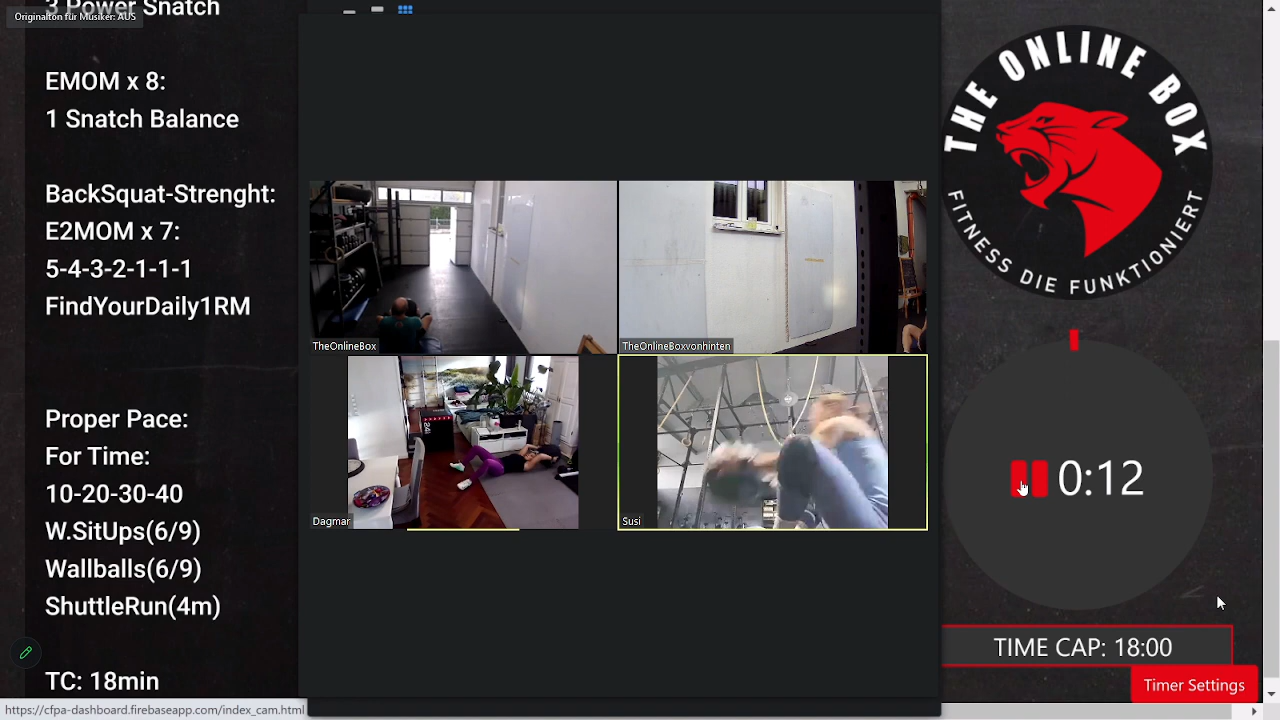 3 Power Snatch
Originalton für Musiker: AUS
EMOM x 8:
1 Snatch Balance
BackSquat-Strenght:
E2MOM x 7:
5-4-3-2-1-1-1
FindYourDaily1RM
Proper Pace:
For Time:
10-20-30-40
W.SitUps(6/9)
Wallballs(6/9)
ShuttleRun(4m)
TC: 18min
https://cfpa-dashboard.firebaseapp.com/index_cam.html
TheOnlineBox
TheOnlineBoxvonhinten
Dagmar
Susi
THE ONLINE BOX
FITNESS DIE FUNKTIONIERT
0:12
TIME CAP: 18:00
Timer Settings